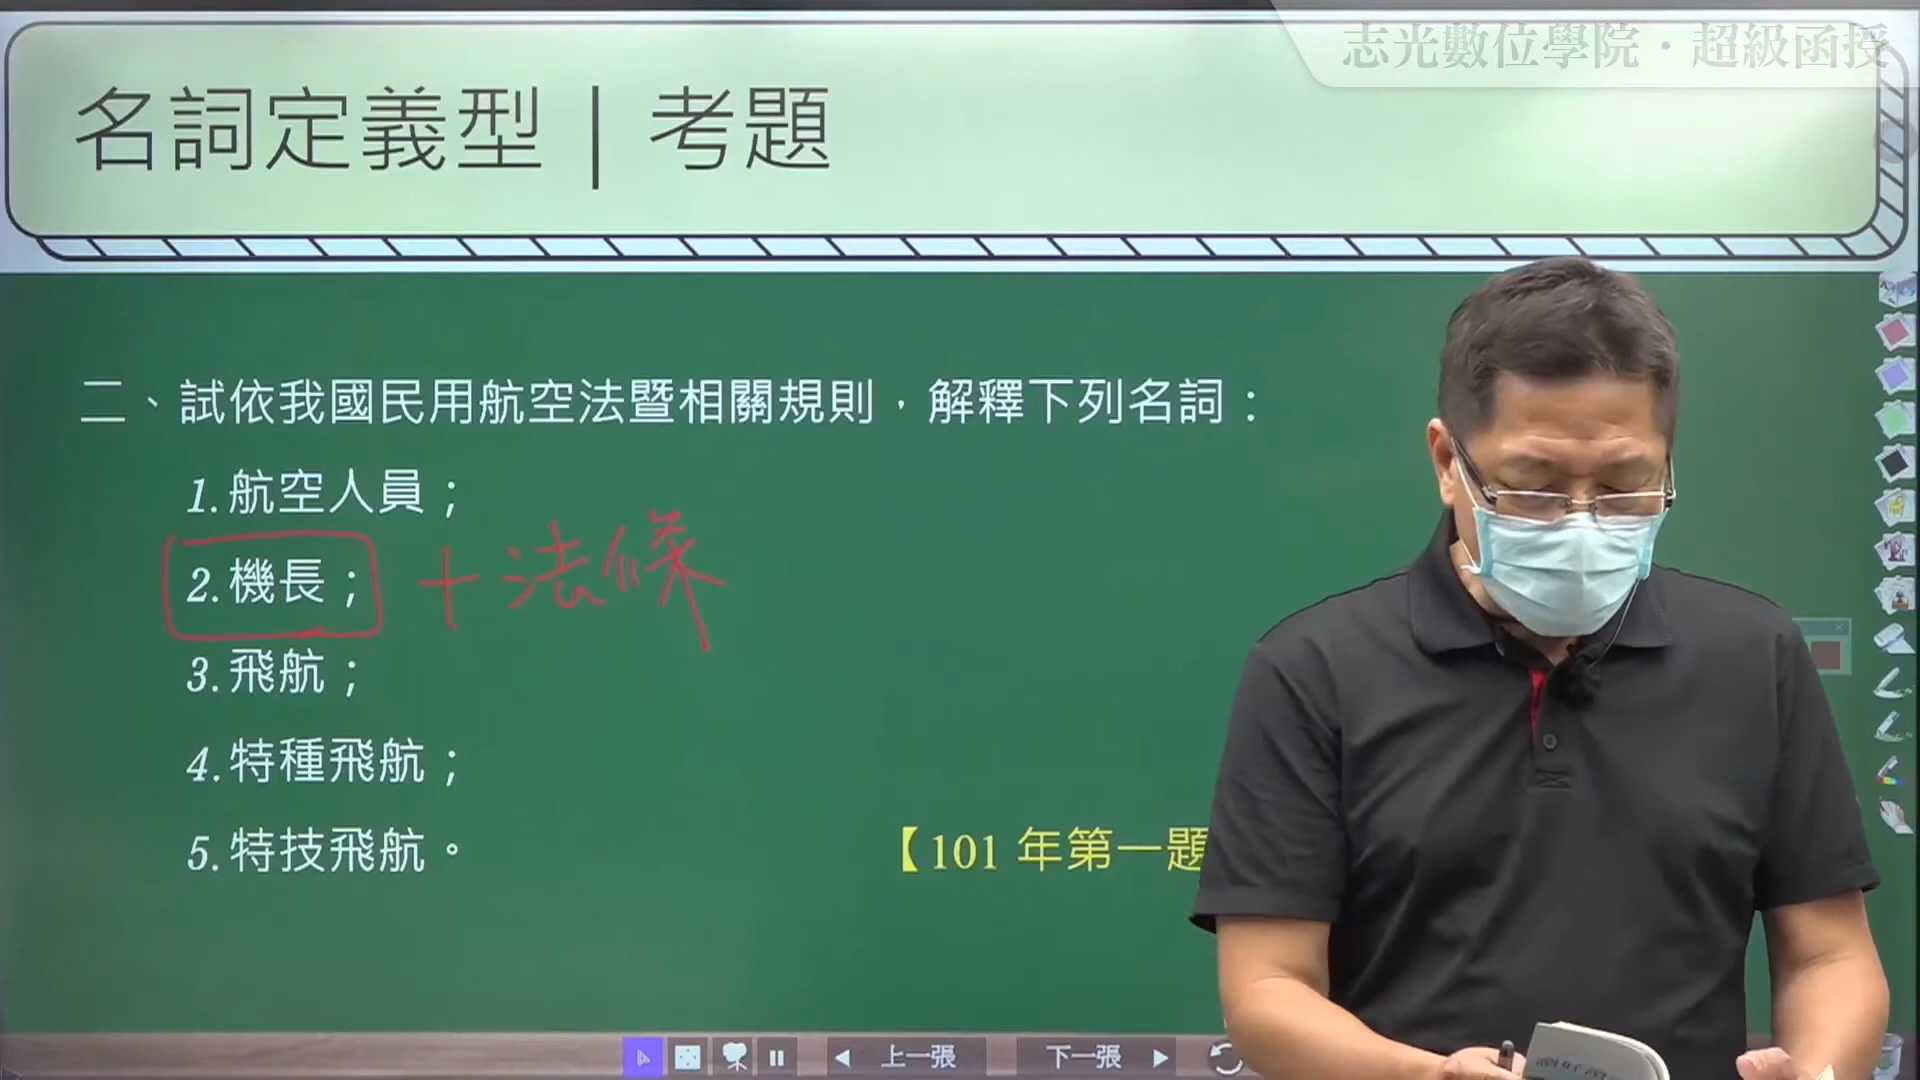 志光數位學院·超級函授
名詞定義型│考題
二、試依我國民用航空法暨相關規則，解釋下列名詞：
1.航空人員；
2.機長； 十法條
3.飛航；
4.特種飛航；
5.特技飛航。
【101 年第一題
上一張 下一張